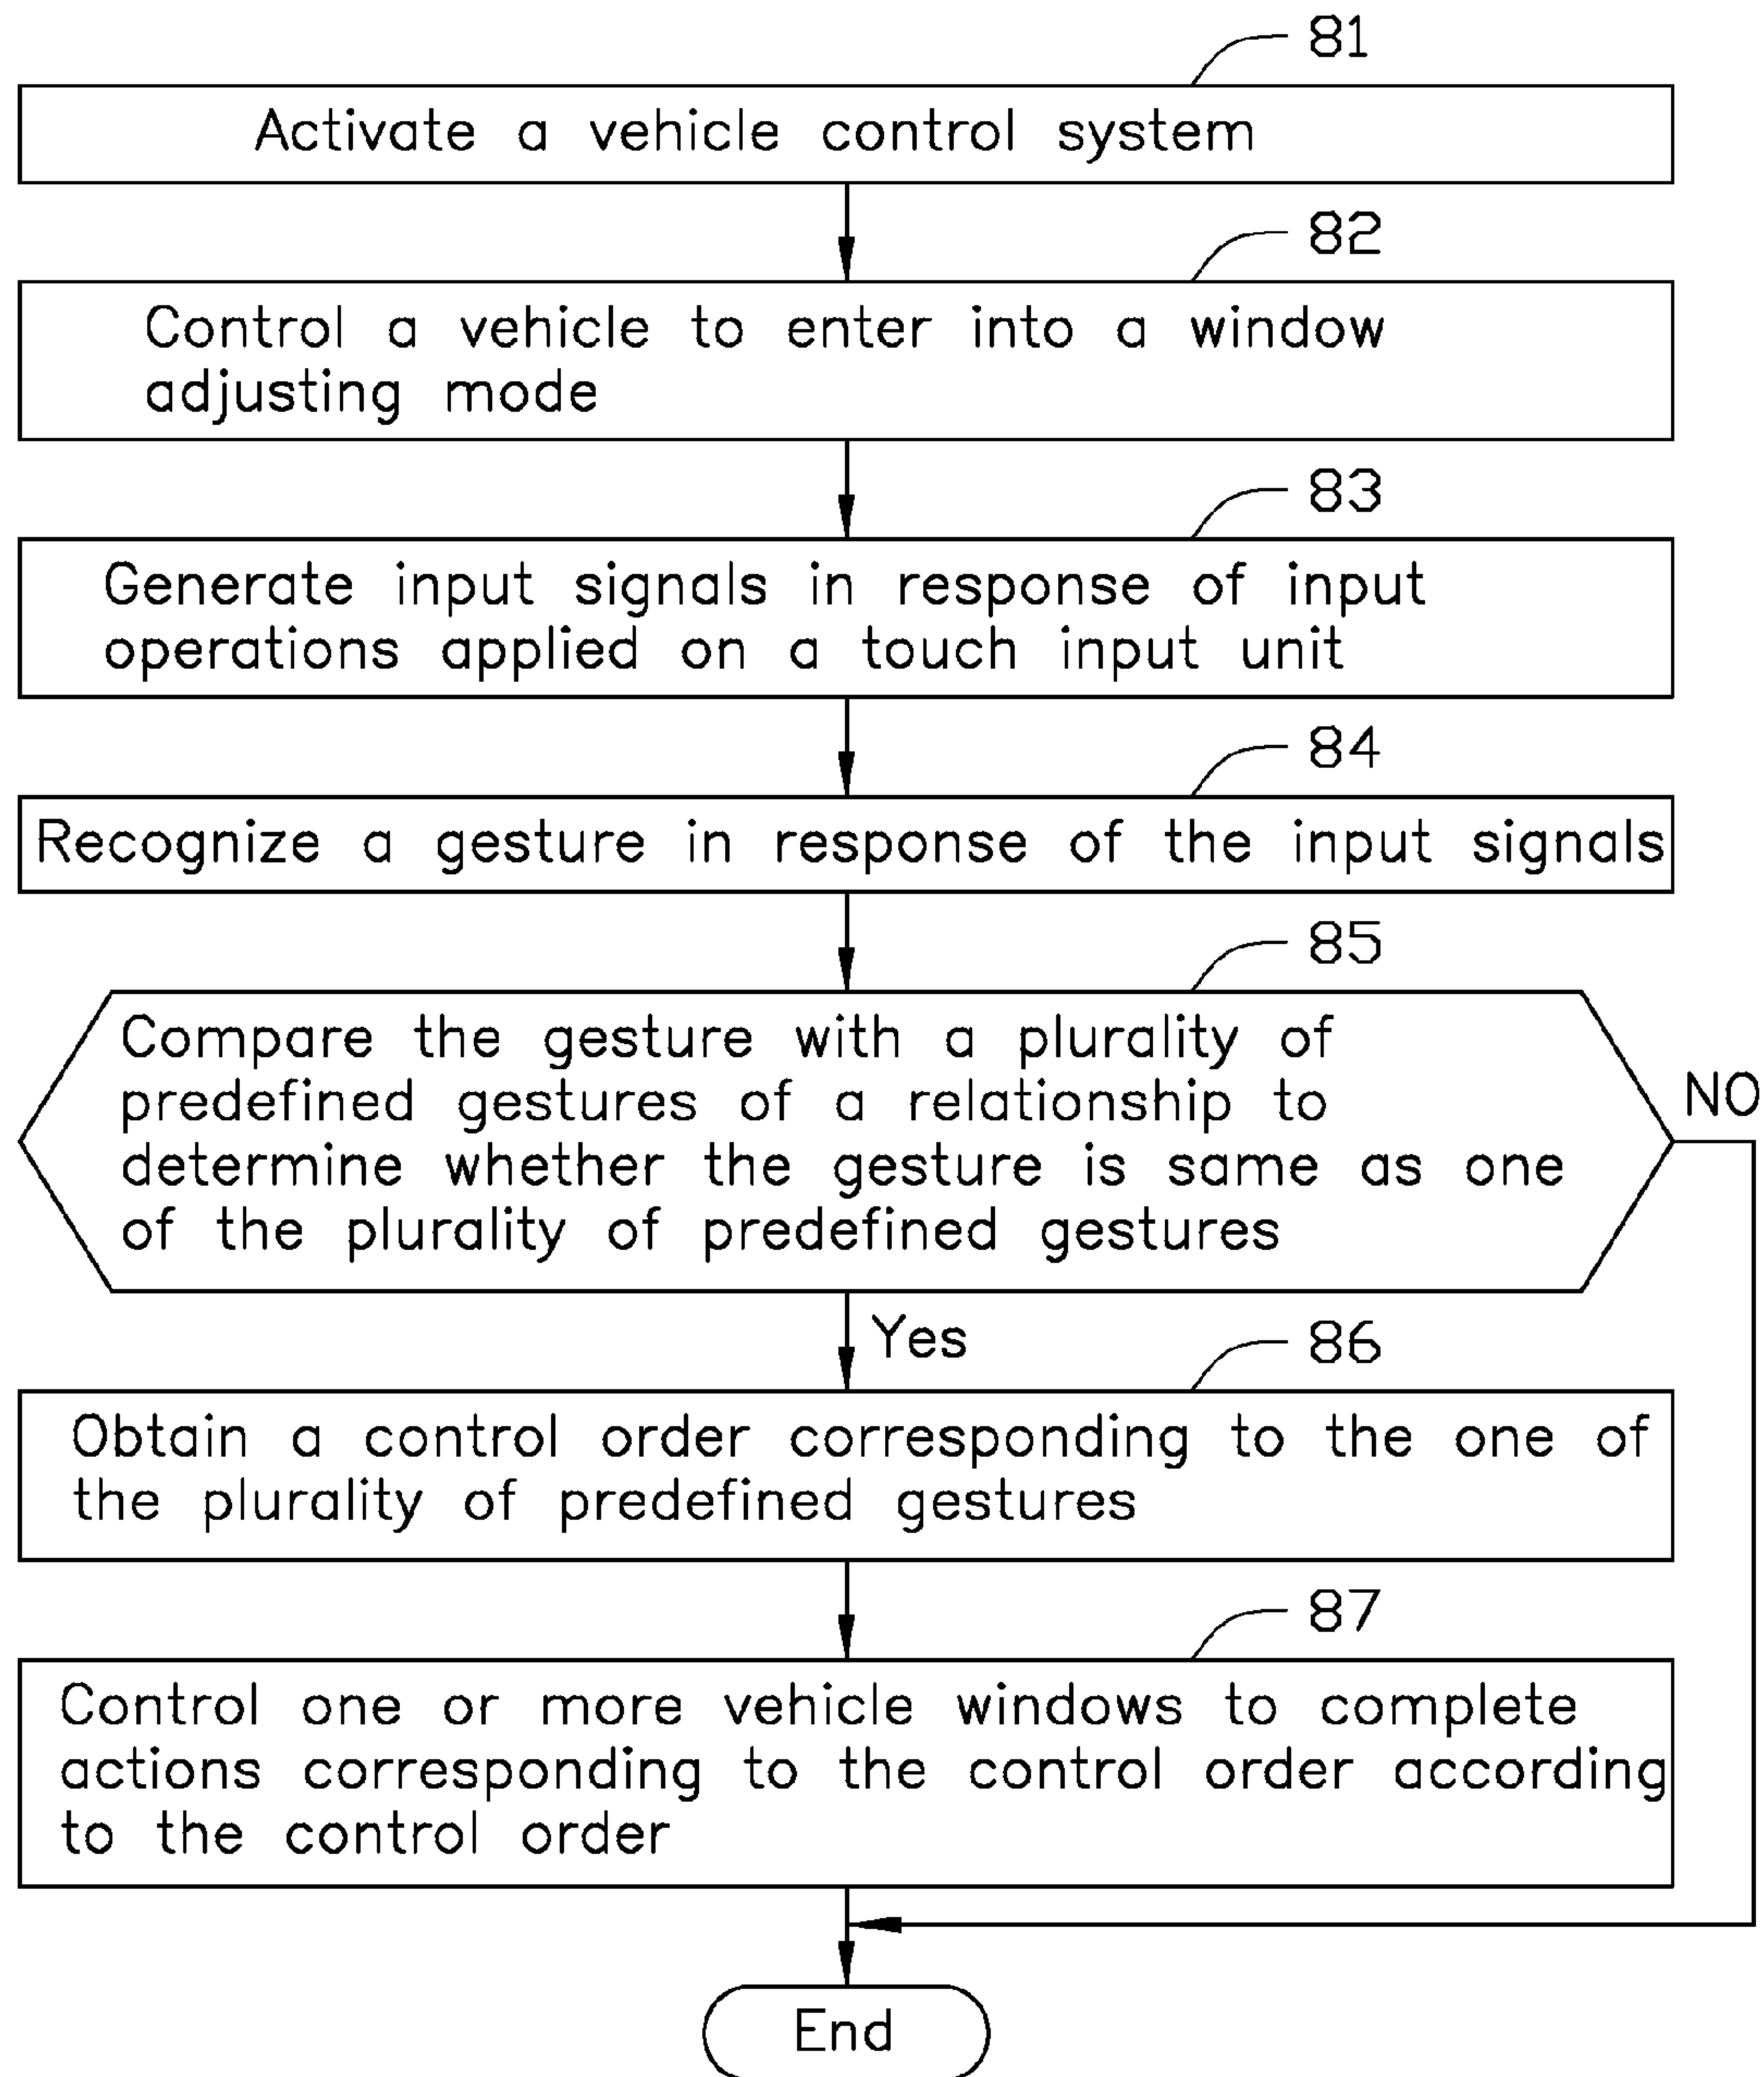 81
Activate a vehicle control system
82
Control a vehicle to enter into a window
adjusting mode
83
Generate input signals in response of input
operations applied on a touch input unit
84
Recognize a gesture in response of the input signals
85
Compare the gesture with a plurality of
predefined gestures of a relationship to
determine whether the gesture is same as one
of the plurality of predefined gestures
NO
Yes
86
Obtain a control order corresponding to the one of
the plurality of predefined gestures
87
Control one or more vehicle windows to complete
actions corresponding to the control order according
to the control order
End